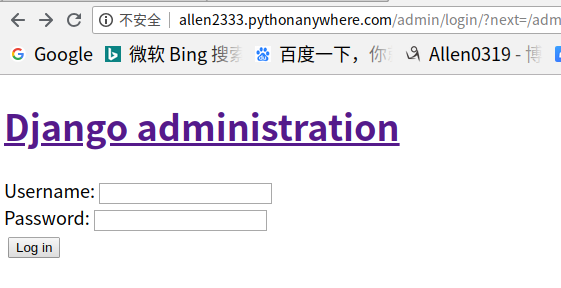 不安全 allen2333.pythonanywhere.com/admin/login/?next=/adm
Google 微软 Bing 搜索 百度一下，你 Allen0319 - 博
Django administration
Username:
Password:
Log in